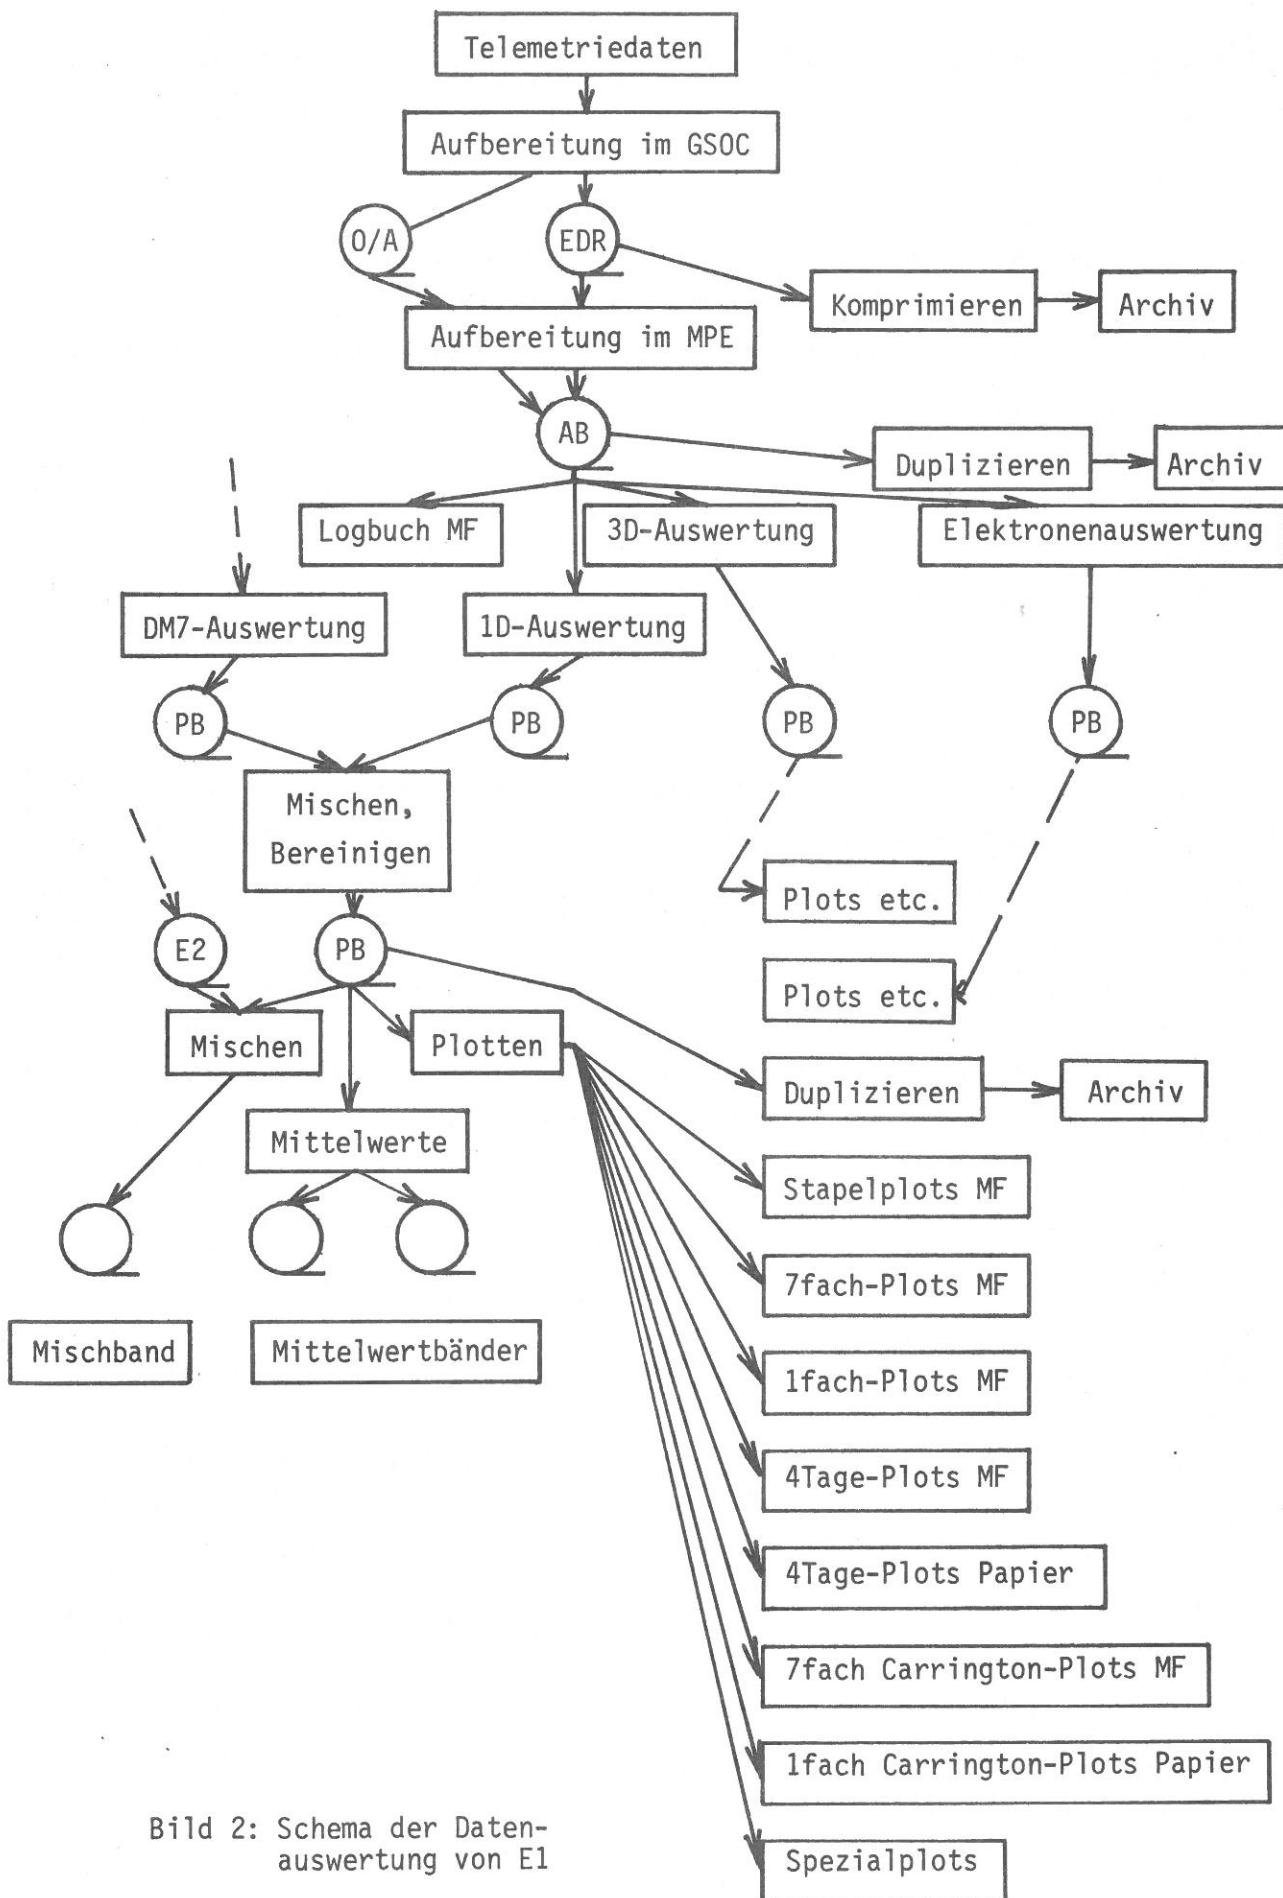 Telemetriedaten
Aufbereitung im GSOC
O/A
EDR
Komprimieren
Archiv
Aufbereitung im MPE
AB
Duplizieren
Archiv
Logbuch MF
3D-Auswertung
Elektronenauswertung
DM7-Auswertung
1D-Auswertung
PB
PB
PB
PB
Mischen,
Bereinigen
Plots etc.
E2
PB
Plots etc.
Mischen
Plotten
Duplizieren
Archiv
Mittelwerte
Stapelplots MF
7fach-Plots MF
Mischband
Mittelwertbänder
1fach-Plots MF
4Tage-Plots MF
4Tage-Plots Papier
7fach Carrington-Plots MF
1fach Carrington-Plots Papier
Spezialplots
Bild 2: Schema der Daten-
auswertung von E1